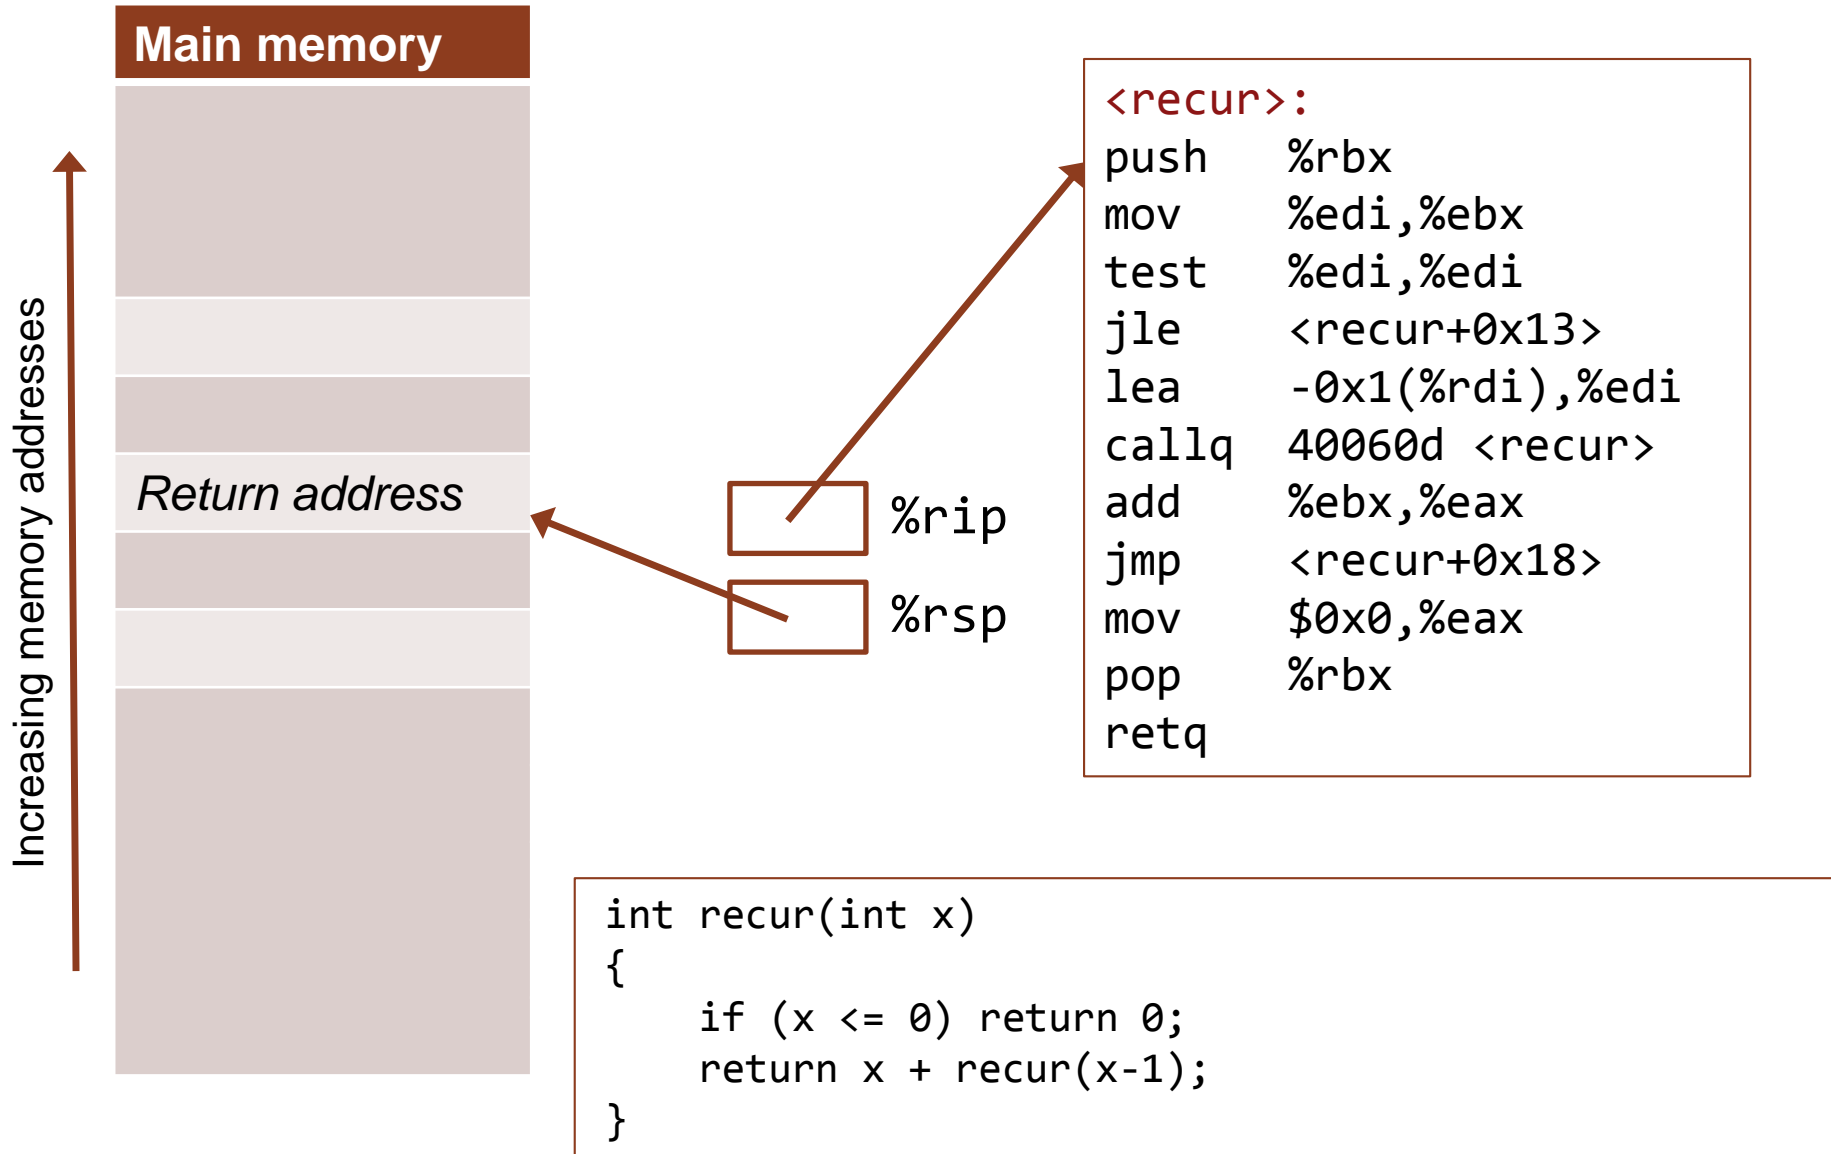 Main memory
Increasing memory addresses
Return address
%rip
%rsp
<recur>:
push %rbx
mov %edi,%ebx
test %edi,%edi
jle <recur+0x13>
lea -0x1(%rdi),%edi
callq 40060d <recur>
add %ebx,%eax
jmp <recur+0x18>
mov $0x0,%eax
pop %rbx
retq
int recur(int x)
{
    if (x <= 0) return 0;
    return x + recur(x-1);
}